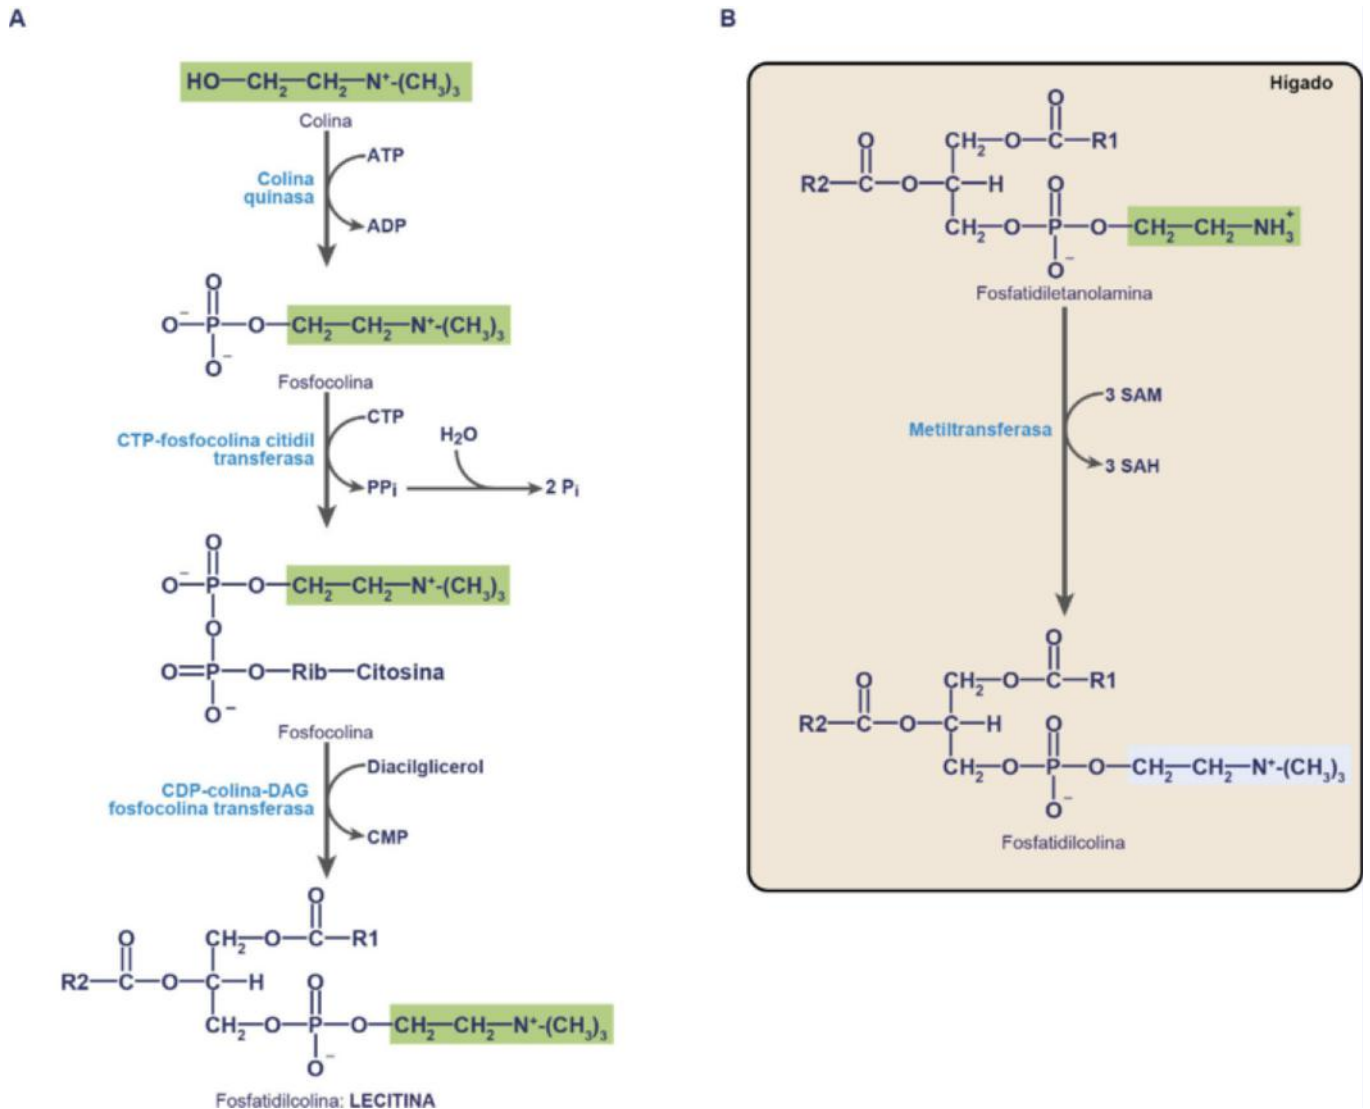 A
HO—CH₂—CH₂—N⁺-(CH₃)₃
Colina
ATP
Colina
quinasa
ADP
O
O⁻—P—O—CH₂—CH₂—N⁺-(CH₃)₃
O⁻
Fosfocolina
CTP
CTP-fosfocolina citidil
transferasa
H₂O
PPᵢ
2 Pᵢ
O
O⁻—P—O—CH₂—CH₂—N⁺-(CH₃)₃
O
O=P—O—Rib—Citosina
O⁻
Fosfocolina
Diacilglicerol
CDP-colina-DAG
fosfocolina transferasa
CMP
O
O
CH₂—O—C—R1
R2—C—O—C—H
O
CH₂—O—P—O—CH₂—CH₂—N⁺-(CH₃)₃
O⁻
Fosfatidilcolina: LECITINA
B
Hígado
O
O
CH₂—O—C—R1
R2—C—O—C—H
O
CH₂—O—P—O—CH₂—CH₂—NH₃⁺
O⁻
Fosfatidiletanolamina
3 SAM
Metiltransferasa
3 SAH
O
O
CH₂—O—C—R1
R2—C—O—C—H
O
CH₂—O—P—O—CH₂—CH₂—N⁺-(CH₃)₃
O⁻
Fosfatidilcolina